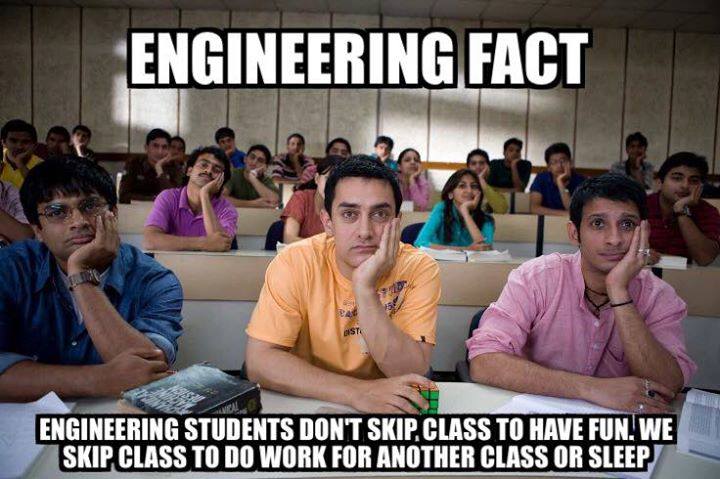 ENGINEERING FACT
ENGINEERING STUDENTS DON'T SKIP CLASS TO HAVE FUN. WE
SKIP CLASS TO DO WORK FOR ANOTHER CLASS OR SLEEP